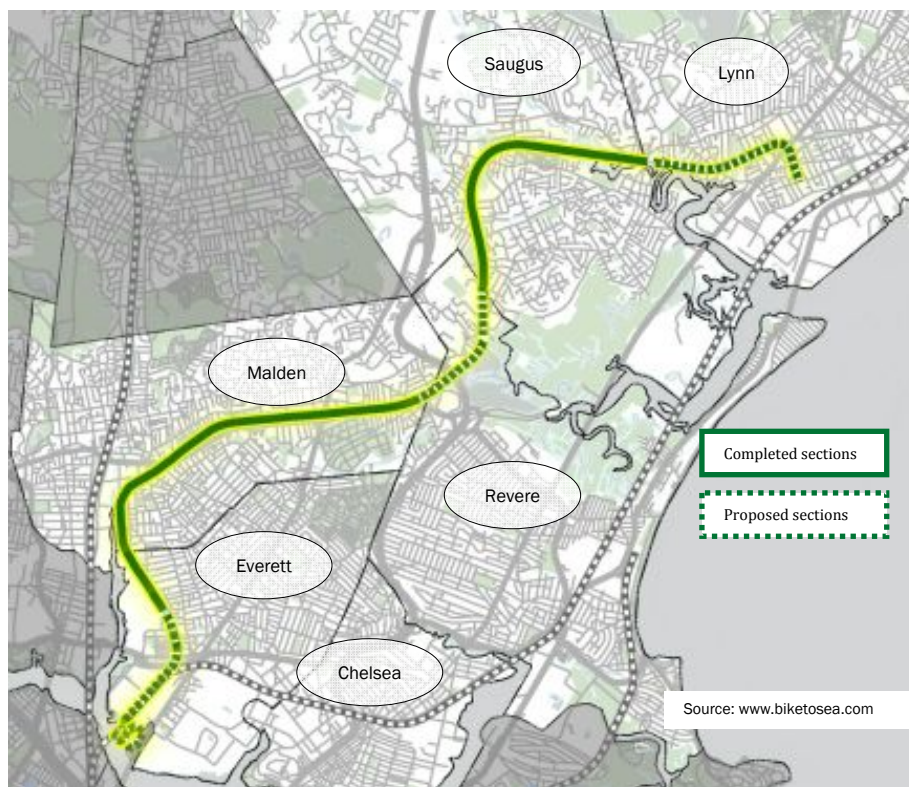 Saugus
Lynn
Malden
Completed sections
Revere
Proposed sections
Everett
Chelsea
Source: www.biketosea.com